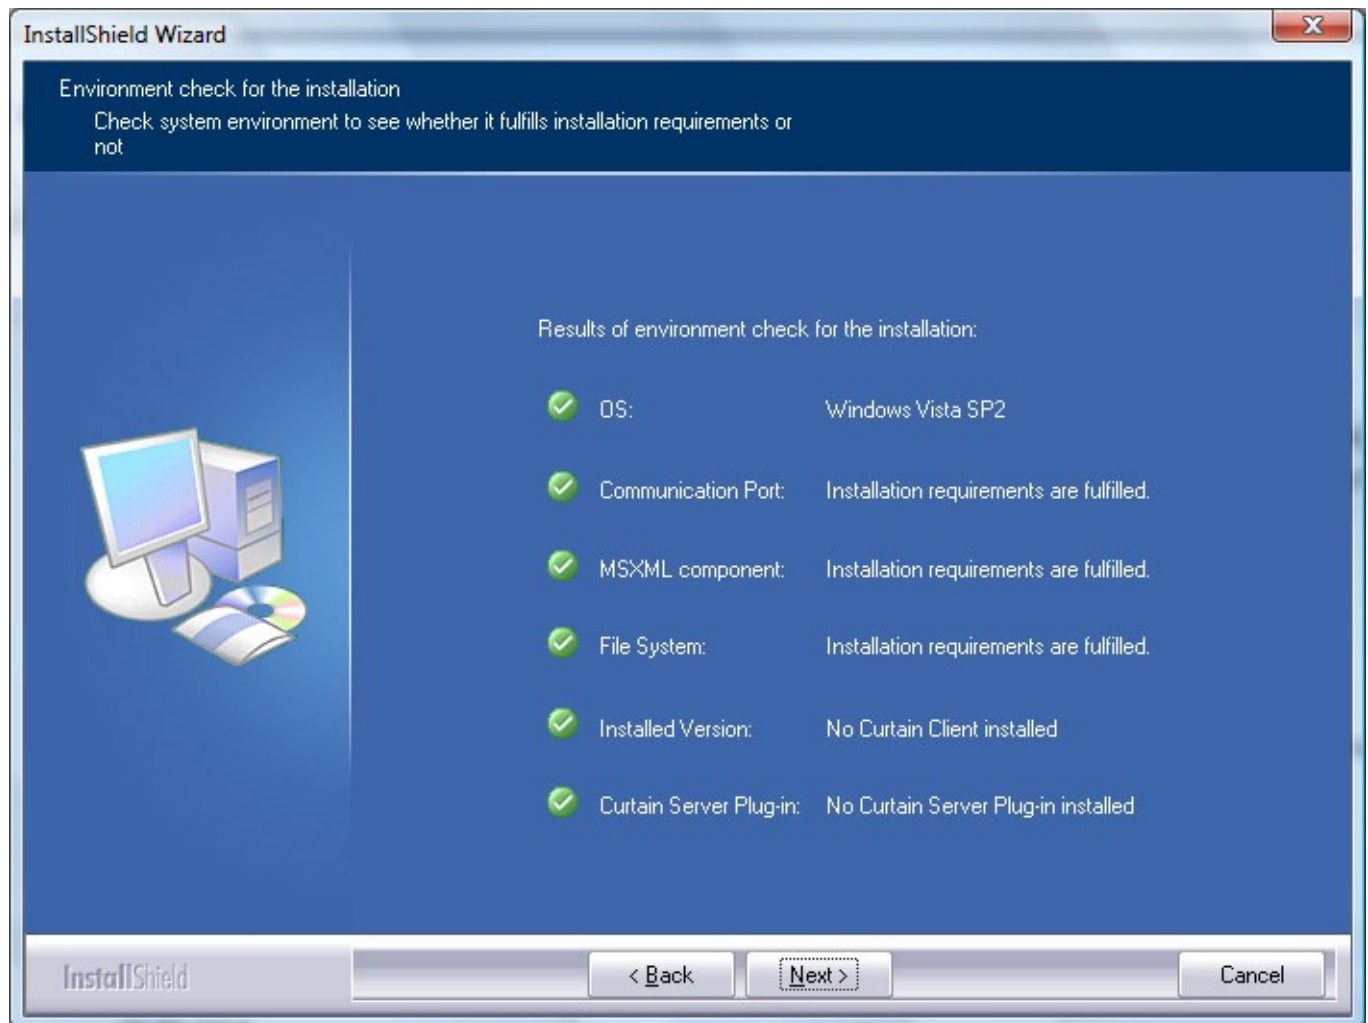 InstallShield Wizard
Environment check for the installation
Check system environment to see whether it fulfills installation requirements or
not
Results of environment check for the installation:
OS: Windows Vista SP2
Communication Port: Installation requirements are fulfilled.
MSXML component: Installation requirements are fulfilled.
File System: Installation requirements are fulfilled.
Installed Version: No Curtain Client installed
Curtain Server Plug-in: No Curtain Server Plug-in installed
InstallShield < Back Next > Cancel